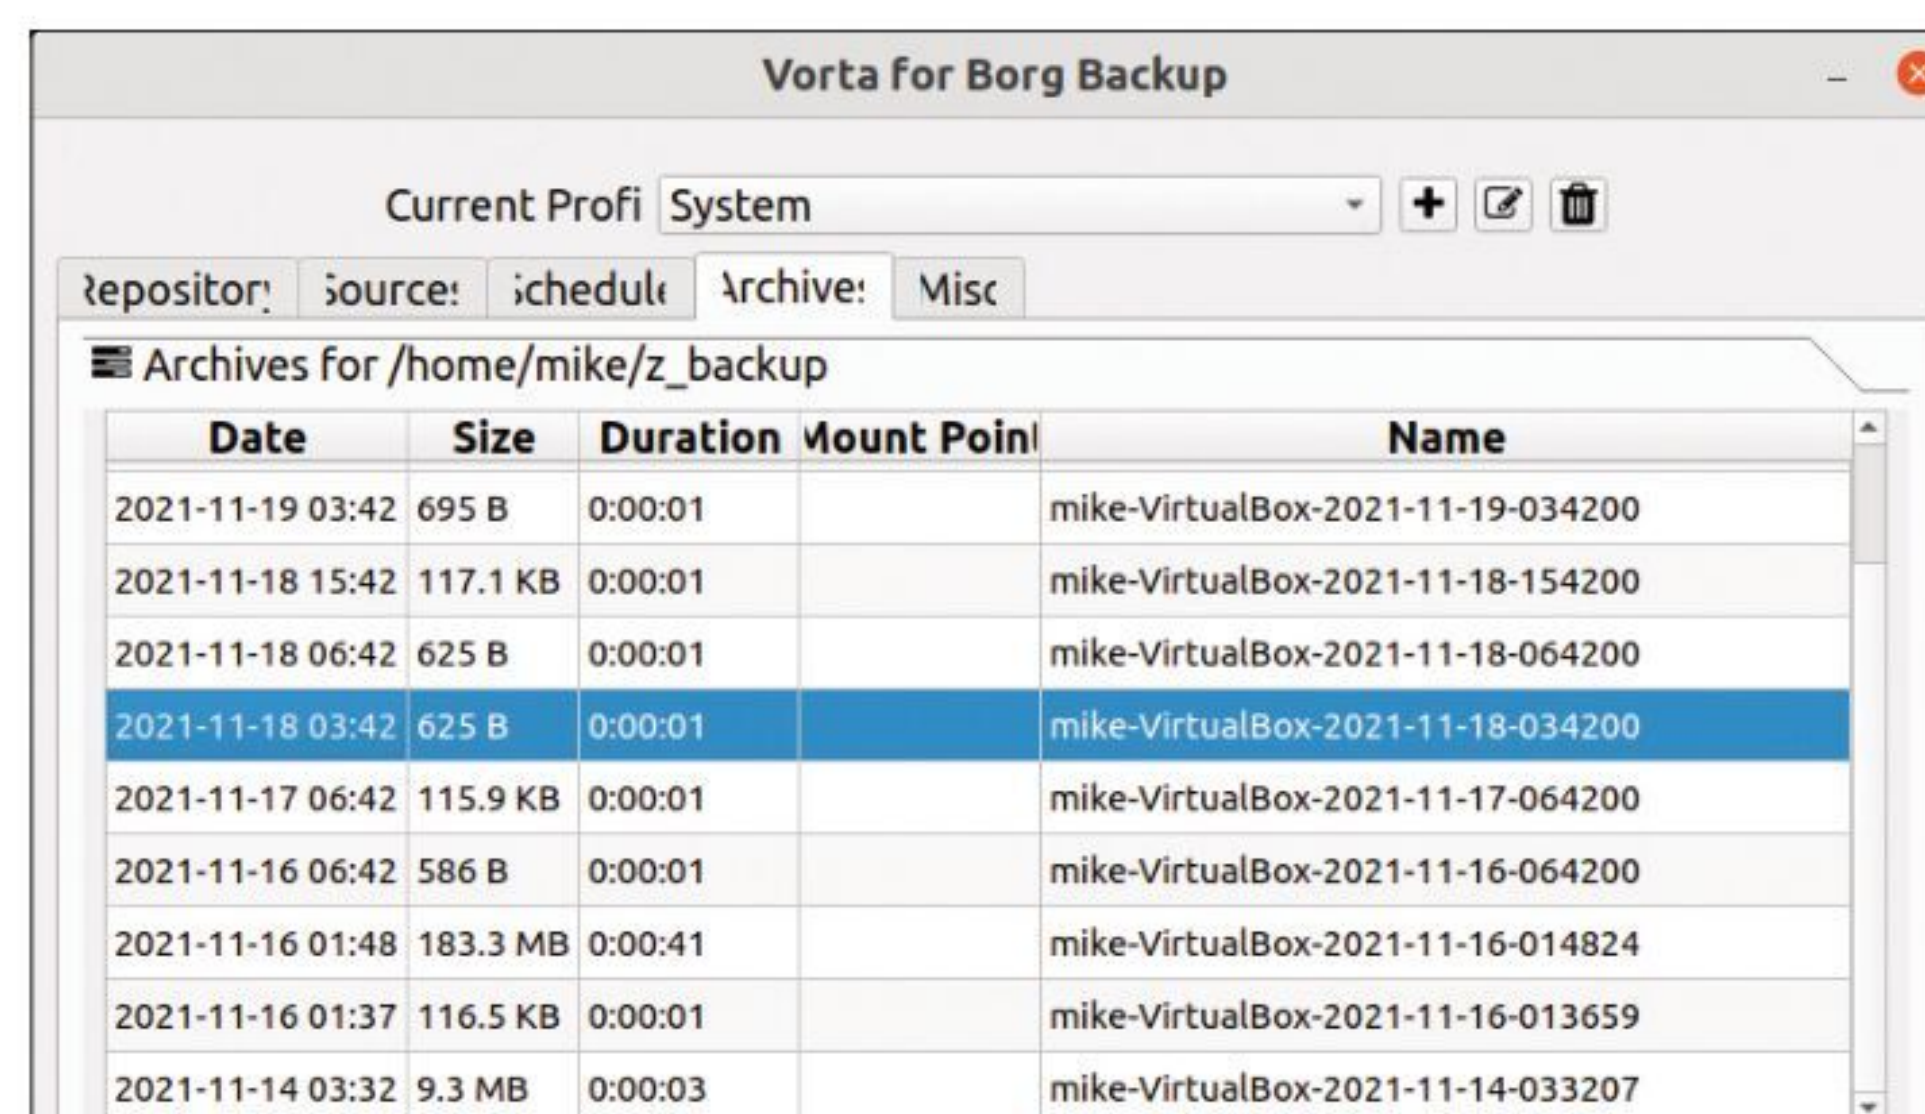 Vorta for Borg Backup
Current Profi System
Repository Sources Schedule Archives Misc
Archives for /home/mike/z_backup
Date Size Duration Mount Point Name
2021-11-19 03:42 695 B 0:00:01 mike-VirtualBox-2021-11-19-034200
2021-11-18 15:42 117.1 KB 0:00:01 mike-VirtualBox-2021-11-18-154200
2021-11-18 06:42 625 B 0:00:01 mike-VirtualBox-2021-11-18-064200
2021-11-18 03:42 625 B 0:00:01 mike-VirtualBox-2021-11-18-034200
2021-11-17 06:42 115.9 KB 0:00:01 mike-VirtualBox-2021-11-17-064200
2021-11-16 06:42 586 B 0:00:01 mike-VirtualBox-2021-11-16-064200
2021-11-16 01:48 183.3 MB 0:00:41 mike-VirtualBox-2021-11-16-014824
2021-11-16 01:37 116.5 KB 0:00:01 mike-VirtualBox-2021-11-16-013659
2021-11-14 03:32 9.3 MB 0:00:03 mike-VirtualBox-2021-11-14-033207